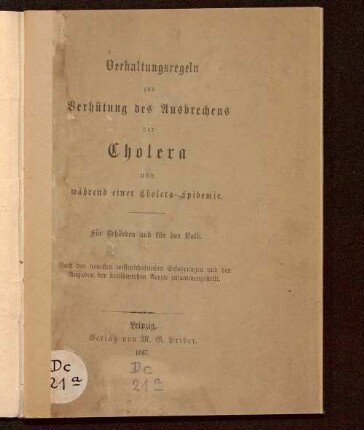 Verhaltungsregeln
zur
Verhütung des Ausbrechens
der
Cholera
und
während einer Cholera-Epidemie.
Für Behörden und für das Volk.
Nach den neuesten wissenschaftlichen Erfahrungen und den
Angaben der berühmtesten Aerzte zusammengestellt.
Leipzig,
Verlag von M. G. Priber.
1867.
Dc
21a
Dc
21a